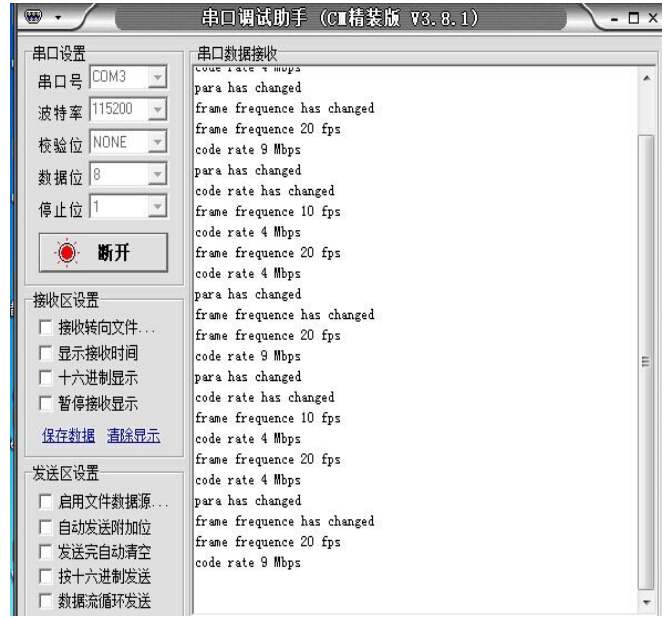 串口调试助手 (CM精装版 V3.8.1)
串口设置
串口号 COM3
波特率 115200
校验位 NONE
数据位 8
停止位 1
断开
接收区设置
接收转向文件...
显示接收时间
十六进制显示
暂停接收显示
保存数据 清除显示
发送区设置
启用文件数据源...
自动发送附加位
发送完自动清空
按十六进制发送
数据流循环发送
串口数据接收
code rate 4 Mbps
para has changed
frame frequence has changed
frame frequence 20 fps
code rate 9 Mbps
para has changed
code rate has changed
frame frequence 10 fps
code rate 4 Mbps
frame frequence 20 fps
code rate 4 Mbps
para has changed
frame frequence has changed
frame frequence 20 fps
code rate 9 Mbps
para has changed
code rate has changed
frame frequence 10 fps
code rate 4 Mbps
frame frequence 20 fps
code rate 4 Mbps
para has changed
frame frequence has changed
frame frequence 20 fps
code rate 9 Mbps